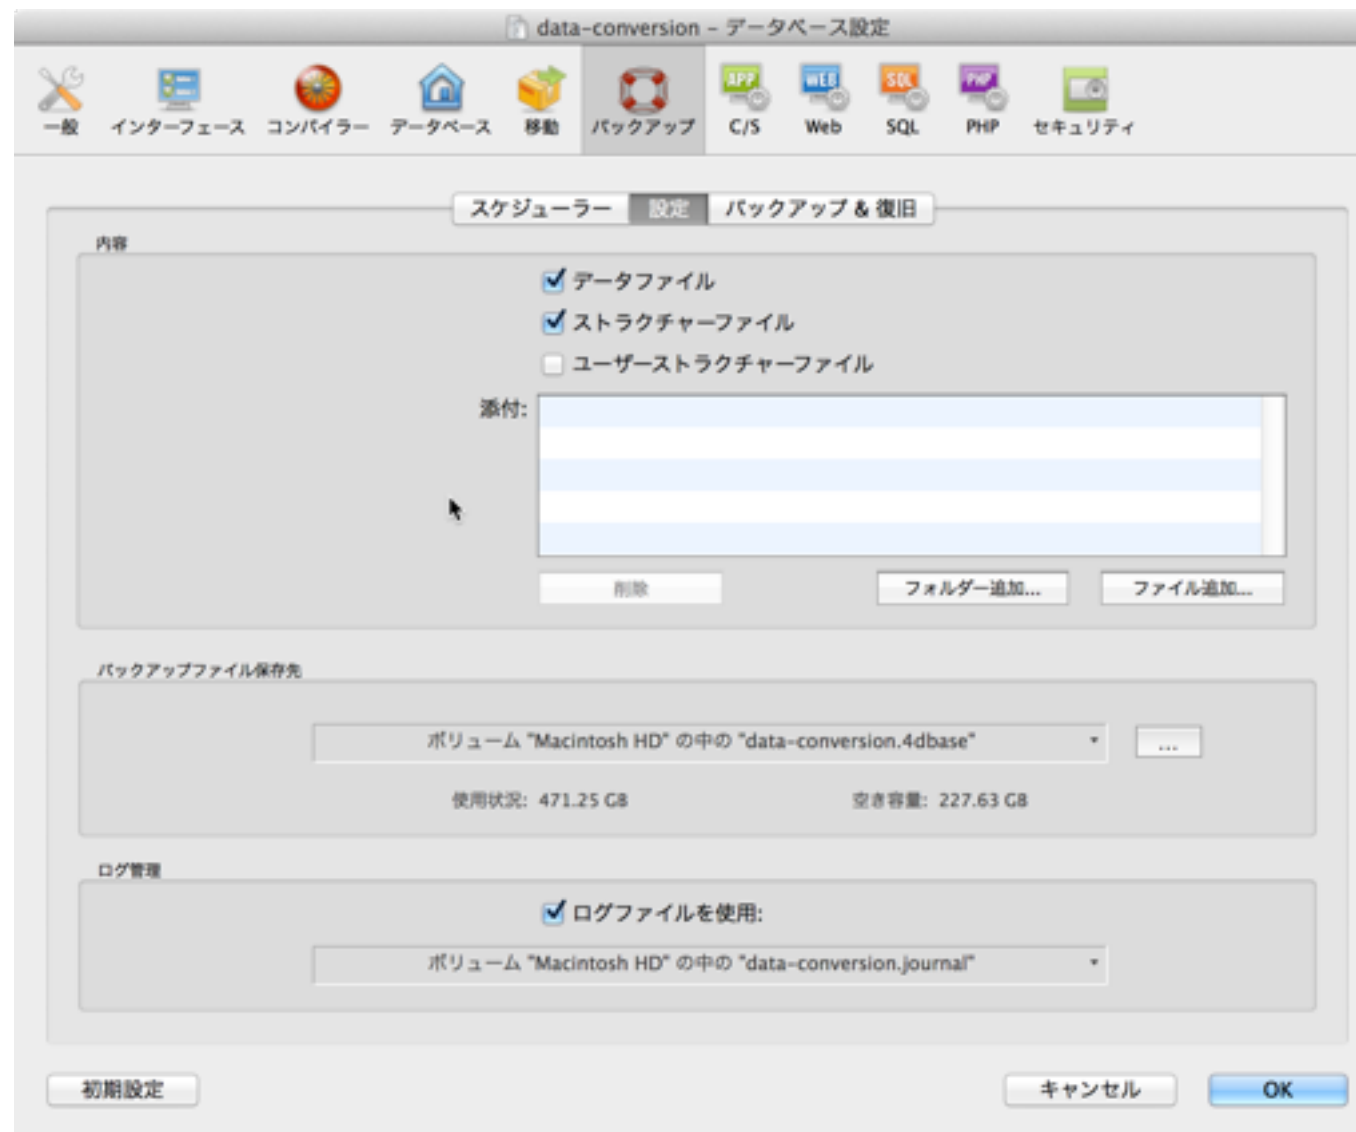 data-conversion – データベース設定
一般 インターフェース コンパイラー データベース 移動 バックアップ C/S Web SQL PHP セキュリティ
APP WEB SQL PHP
スケジューラー 設定 バックアップ & 復旧
内容
データファイル
ストラクチャーファイル
ユーザーストラクチャーファイル
添付:
削除 フォルダー追加... ファイル追加...
バックアップファイル保存先
ボリューム "Macintosh HD" の中の "data-conversion.4dbase" ...
使用状況: 471.25 GB 空き容量: 227.63 GB
ログ管理
ログファイルを使用:
ボリューム "Macintosh HD" の中の "data-conversion.journal"
初期設定 キャンセル OK